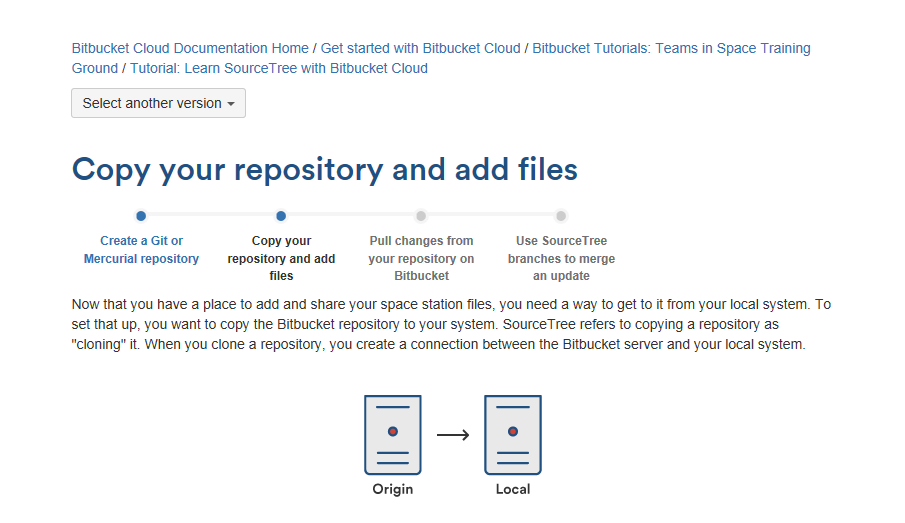 Bitbucket Cloud Documentation Home / Get started with Bitbucket Cloud / Bitbucket Tutorials: Teams in Space Training
Ground / Tutorial: Learn SourceTree with Bitbucket Cloud
Select another version
Copy your repository and add files
Create a Git or
Mercurial repository
Copy your
repository and add
files
Pull changes from
your repository on
Bitbucket
Use SourceTree
branches to merge
an update
Now that you have a place to add and share your space station files, you need a way to get to it from your local system. To
set that up, you want to copy the Bitbucket repository to your system. SourceTree refers to copying a repository as
"cloning" it. When you clone a repository, you create a connection between the Bitbucket server and your local system.
Origin
Local